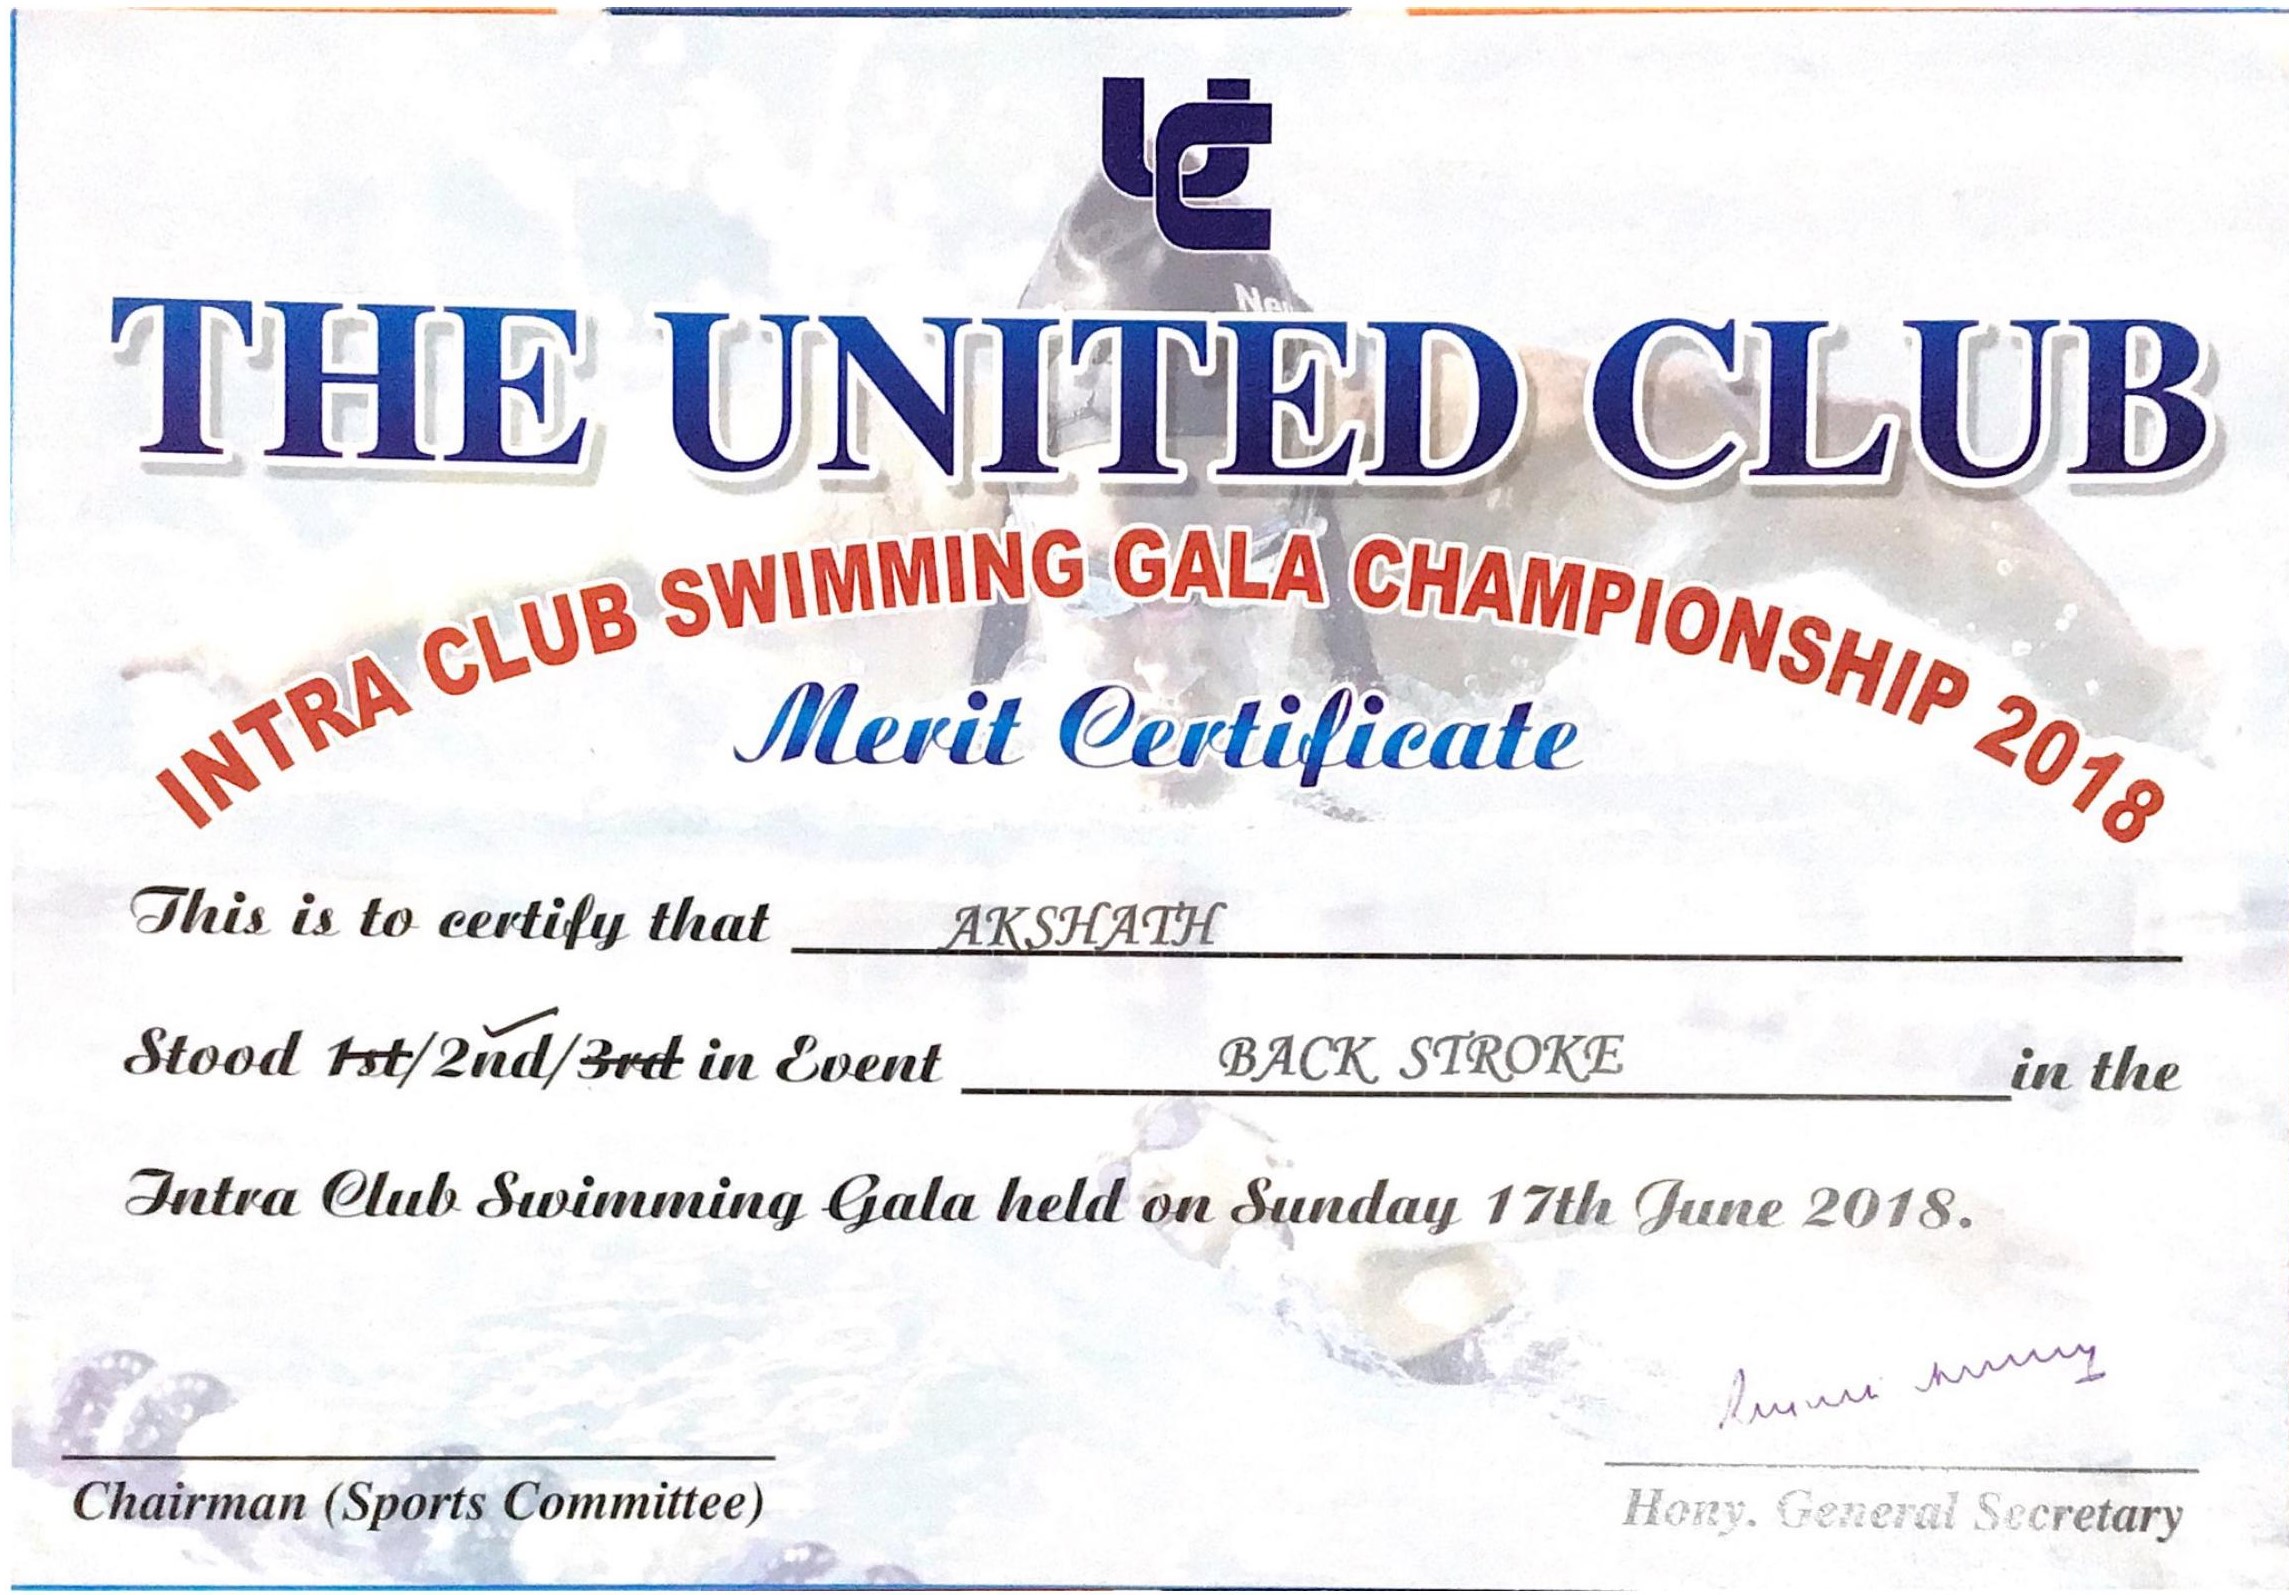 UC
THE UNITED CLUB
INTRA CLUB SWIMMING GALA CHAMPIONSHIP 2018
Merit Certificate
This is to certify that AKSHATH
Stood 1st/2nd/3rd in Event BACK STROKE in the
Intra Club Swimming Gala held on Sunday 17th June 2018.
Chairman (Sports Committee)
Hony. General Secretary